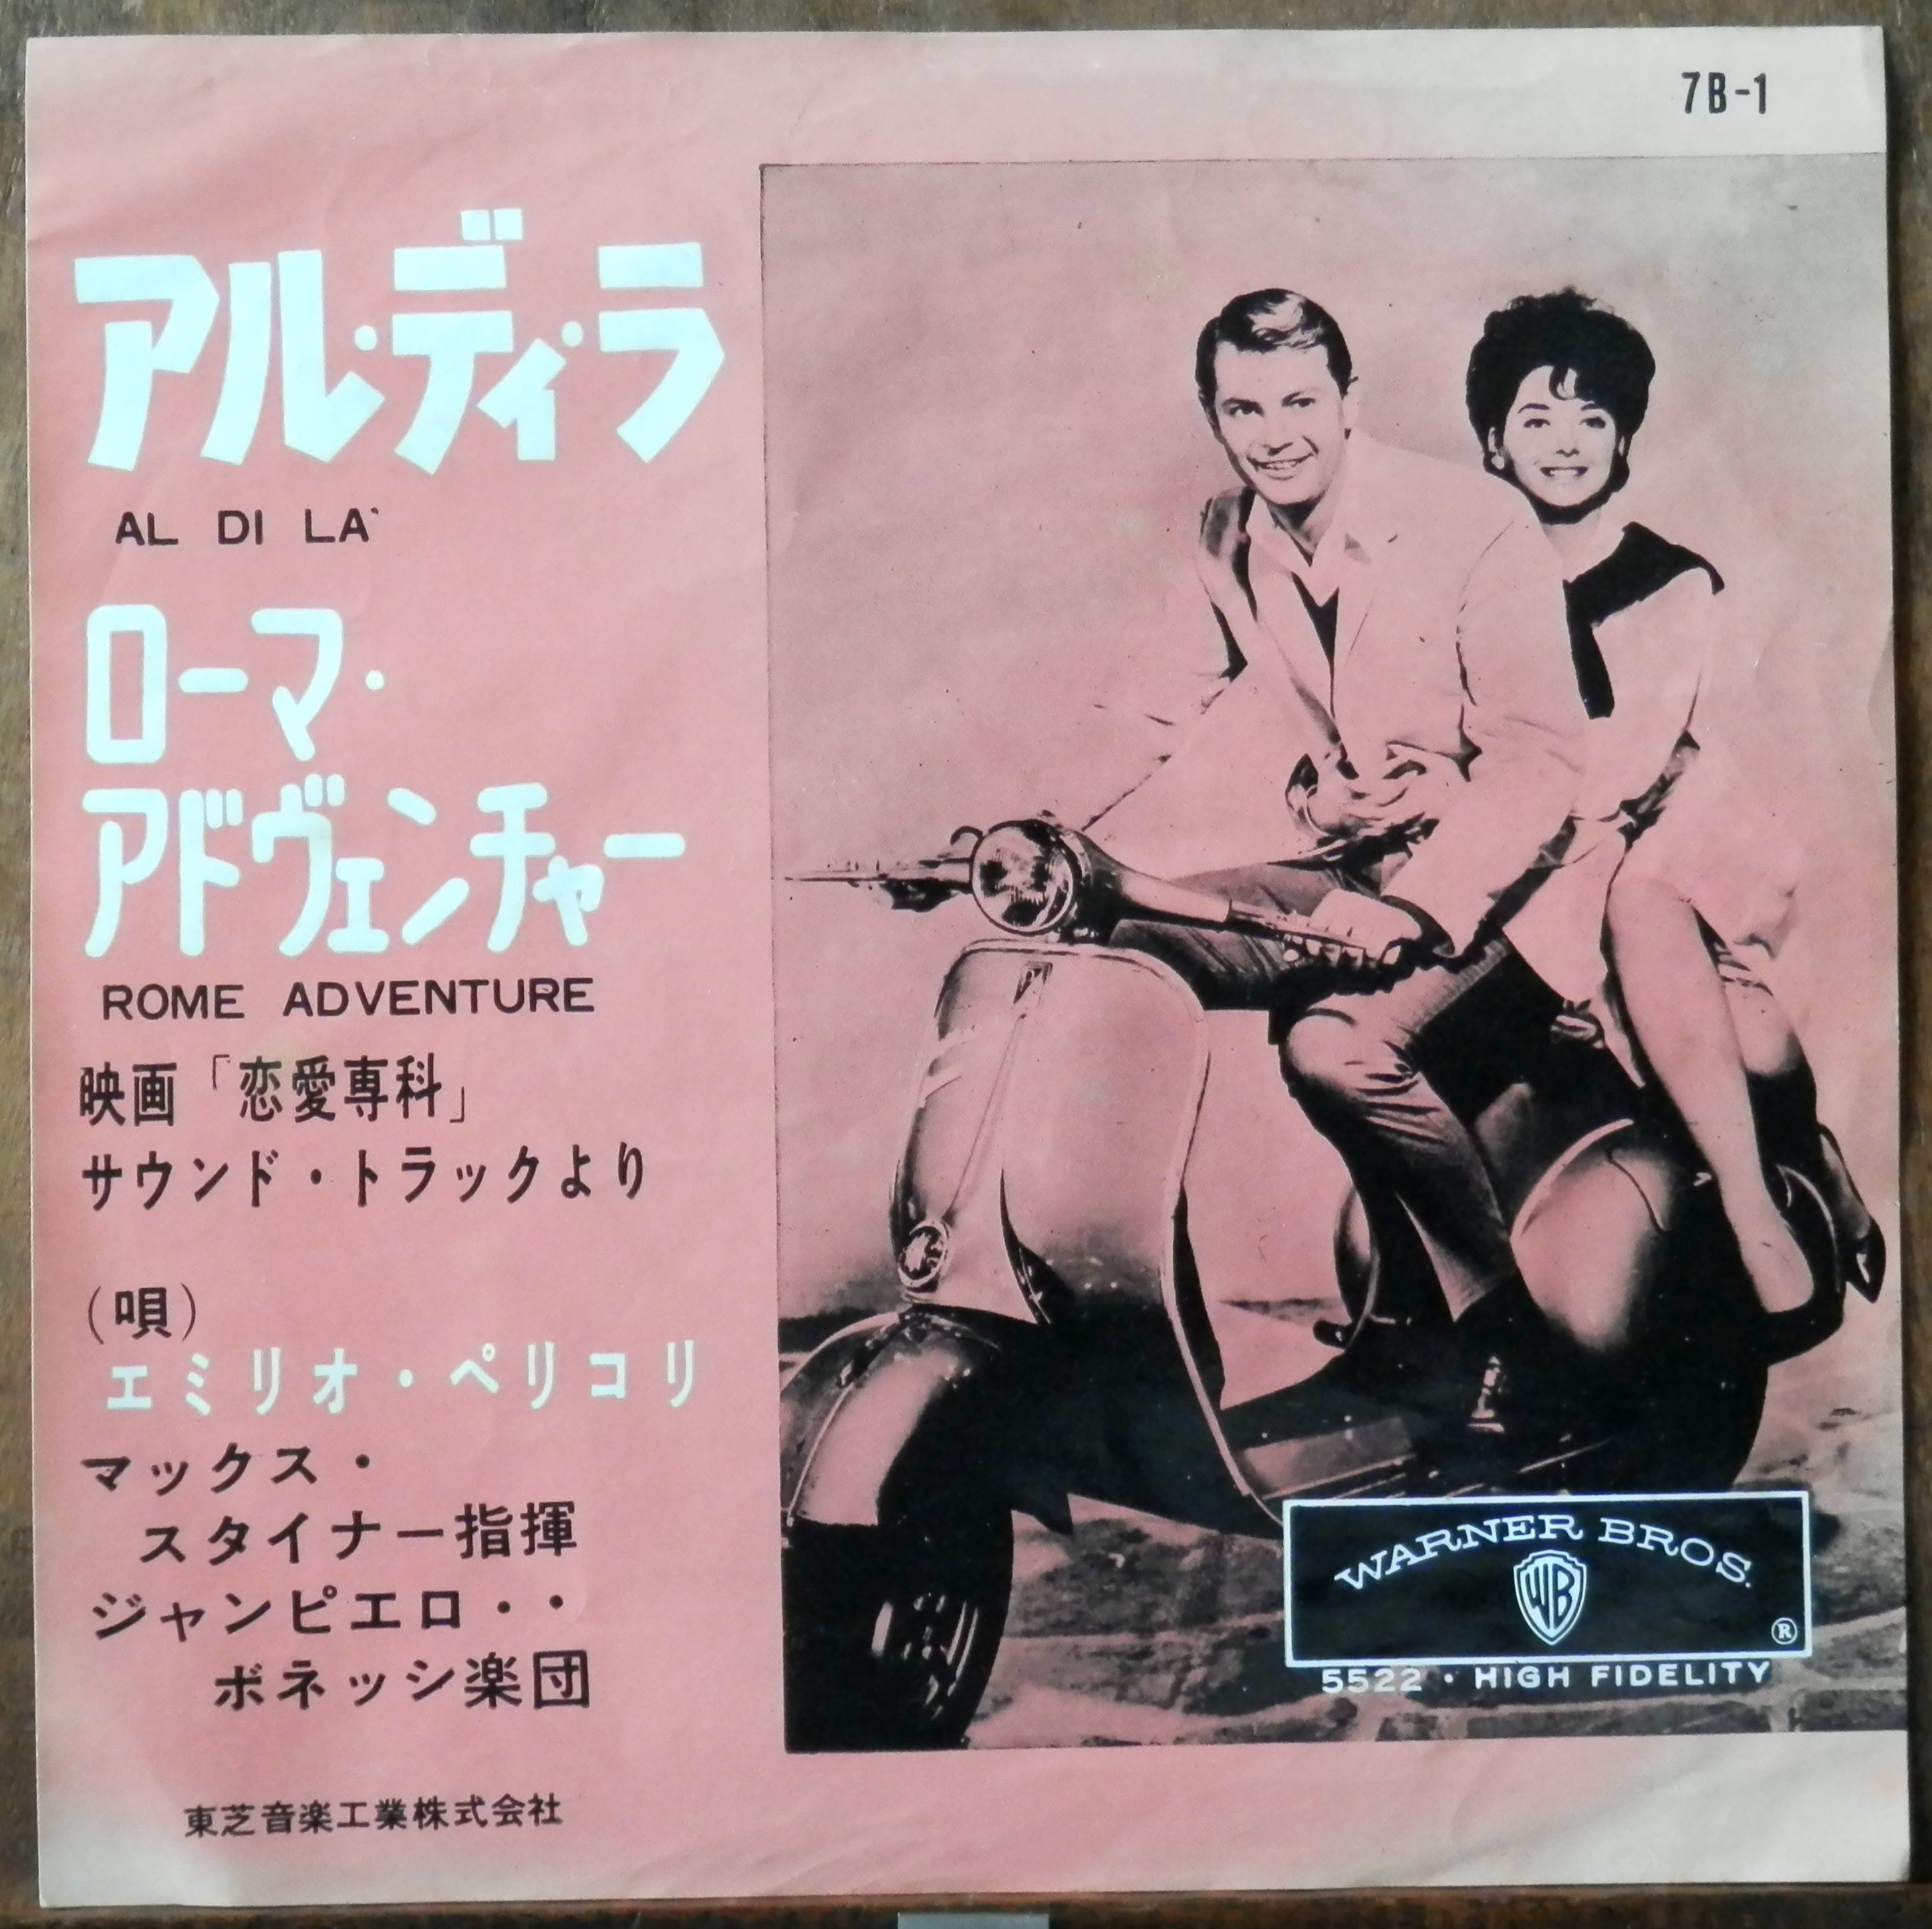 7B-1
アル・ディ・ラ
AL DI LA'
ローマ・
アドヴェンチャー
ROME ADVENTURE
映画「恋愛専科」
サウンド・トラックより
(唄)
エミリオ・ペリコリ
マックス・
スタイナー指揮
ジャンピエロ・・
ボネッシ楽団
東芝音楽工業株式会社
WARNER BROS.
WB
®
5522・HIGH FIDELITY